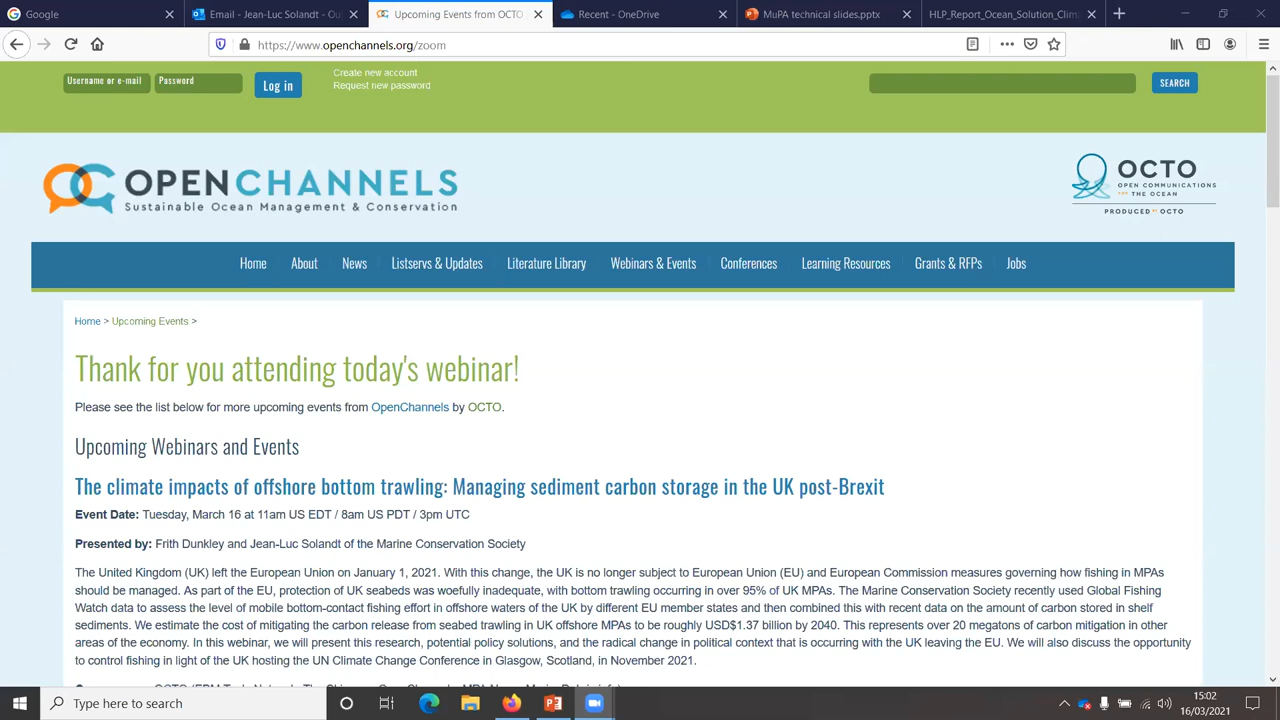 Google
Email - Jean-Luc Solandt - Ou
Upcoming Events from OCTO
Recent - OneDrive
MuPA technical slides.pptx
HLP_Report_Ocean_Solution_Clim
https://www.openchannels.org/zoom
Username or e-mail
Password
Log in
Create new account
Request new password
SEARCH
OPENCHANNELS
Sustainable Ocean Management & Conservation
OCTO
OPEN COMMUNICATIONS
FOR THE OCEAN
PRODUCED BY OCTO
Home About News Listservs & Updates Literature Library Webinars & Events Conferences Learning Resources Grants & RFPs Jobs
Home > Upcoming Events >
Thank for you attending today's webinar!
Please see the list below for more upcoming events from OpenChannels by OCTO.
Upcoming Webinars and Events
The climate impacts of offshore bottom trawling: Managing sediment carbon storage in the UK post-Brexit
Event Date: Tuesday, March 16 at 11am US EDT / 8am US PDT / 3pm UTC
Presented by: Frith Dunkley and Jean-Luc Solandt of the Marine Conservation Society
The United Kingdom (UK) left the European Union on January 1, 2021. With this change, the UK is no longer subject to European Union (EU) and European Commission measures governing how fishing in MPAs
should be managed. As part of the EU, protection of UK seabeds was woefully inadequate, with bottom trawling occurring in over 95% of UK MPAs. The Marine Conservation Society recently used Global Fishing
Watch data to assess the level of mobile bottom-contact fishing effort in offshore waters of the UK by different EU member states and then combined this with recent data on the amount of carbon stored in shelf
sediments. We estimate the cost of mitigating the carbon release from seabed trawling in UK offshore MPAs to be roughly USD$1.37 billion by 2040. This represents over 20 megatons of carbon mitigation in other
areas of the economy. In this webinar, we will present this research, potential policy solutions, and the radical change in political context that is occurring with the UK leaving the EU. We will also discuss the opportunity
to control fishing in light of the UK hosting the UN Climate Change Conference in Glasgow, Scotland, in November 2021.
Type here to search
15:02
16/03/2021